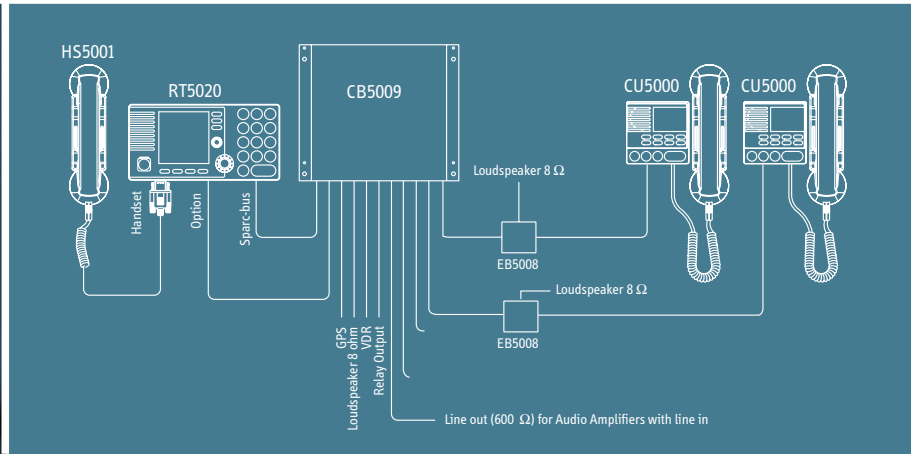 HS5001
RT5020
CB5009
CU5000
CU5000
Loudspeaker 8 Ω
Handset
Option
Sparc-bus
EB5008
Loudspeaker 8 Ω
EB5008
GPS
Loudspeaker 8 ohm
VDR
Relay Output
Line out (600 Ω) for Audio Amplifiers with line in